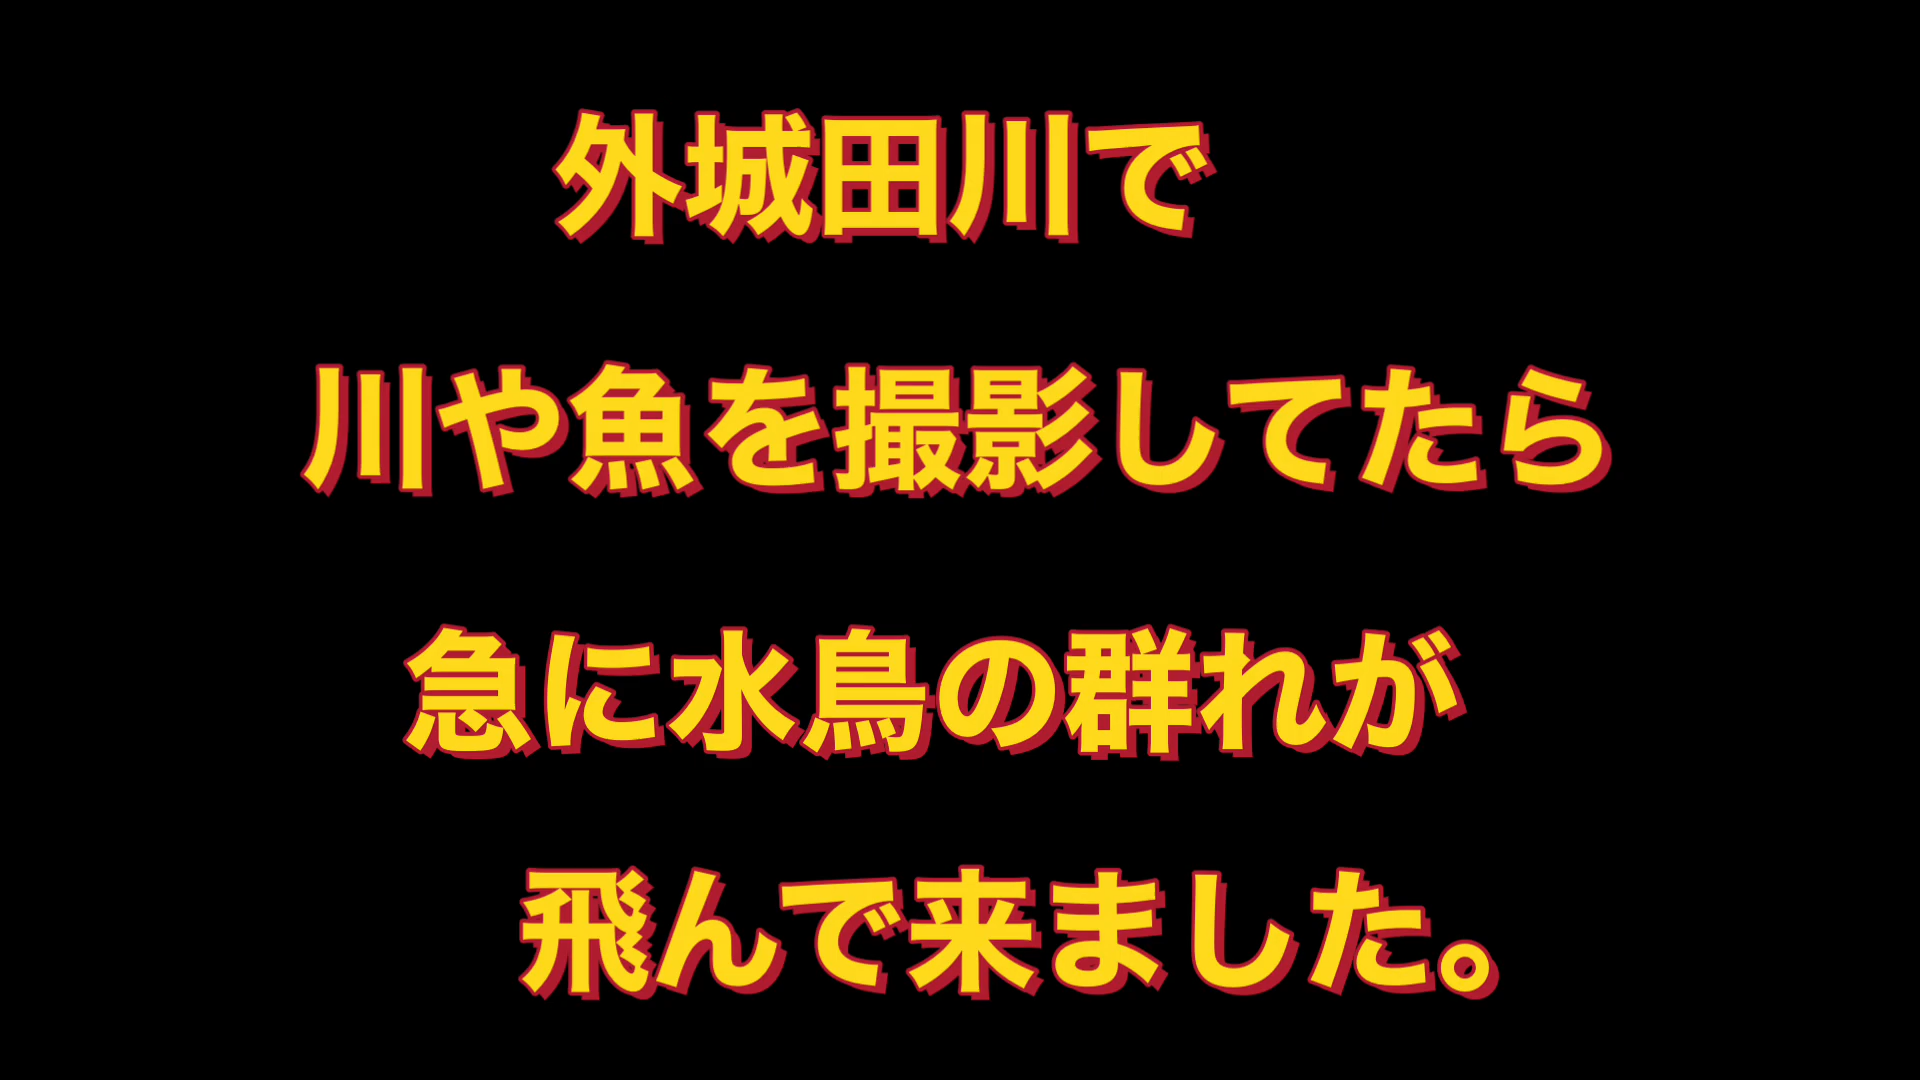 外城田川で
川や魚を撮影してたら
急に水鳥の群れが
飛んで来ました。